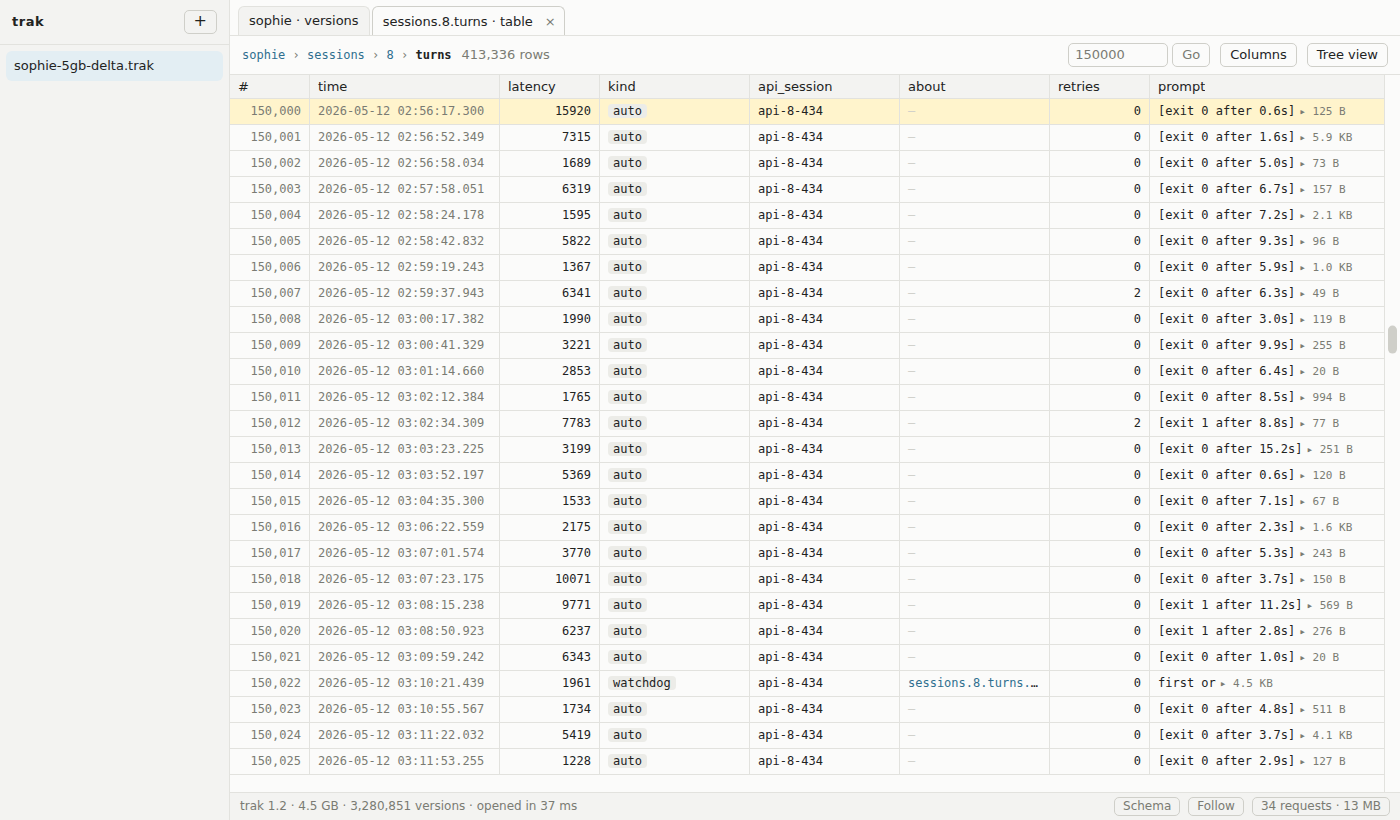 trak +
sophie · versions sessions.8.turns · table ×
sophie-5gb-delta.trak
sophie › sessions › 8 › turns 413,336 rows 150000 Go Columns Tree view
# time latency kind api_session about retries prompt
150,000 2026-05-12 02:56:17.300 15920 auto api-8-434 — 0 [exit 0 after 0.6s] ▸ 125 B
150,001 2026-05-12 02:56:52.349 7315 auto api-8-434 — 0 [exit 0 after 1.6s] ▸ 5.9 KB
150,002 2026-05-12 02:56:58.034 1689 auto api-8-434 — 0 [exit 0 after 5.0s] ▸ 73 B
150,003 2026-05-12 02:57:58.051 6319 auto api-8-434 — 0 [exit 0 after 6.7s] ▸ 157 B
150,004 2026-05-12 02:58:24.178 1595 auto api-8-434 — 0 [exit 0 after 7.2s] ▸ 2.1 KB
150,005 2026-05-12 02:58:42.832 5822 auto api-8-434 — 0 [exit 0 after 9.3s] ▸ 96 B
150,006 2026-05-12 02:59:19.243 1367 auto api-8-434 — 0 [exit 0 after 5.9s] ▸ 1.0 KB
150,007 2026-05-12 02:59:37.943 6341 auto api-8-434 — 2 [exit 0 after 6.3s] ▸ 49 B
150,008 2026-05-12 03:00:17.382 1990 auto api-8-434 — 0 [exit 0 after 3.0s] ▸ 119 B
150,009 2026-05-12 03:00:41.329 3221 auto api-8-434 — 0 [exit 0 after 9.9s] ▸ 255 B
150,010 2026-05-12 03:01:14.660 2853 auto api-8-434 — 0 [exit 0 after 6.4s] ▸ 20 B
150,011 2026-05-12 03:02:12.384 1765 auto api-8-434 — 0 [exit 0 after 8.5s] ▸ 994 B
150,012 2026-05-12 03:02:34.309 7783 auto api-8-434 — 2 [exit 1 after 8.8s] ▸ 77 B
150,013 2026-05-12 03:03:23.225 3199 auto api-8-434 — 0 [exit 0 after 15.2s] ▸ 251 B
150,014 2026-05-12 03:03:52.197 5369 auto api-8-434 — 0 [exit 0 after 0.6s] ▸ 120 B
150,015 2026-05-12 03:04:35.300 1533 auto api-8-434 — 0 [exit 0 after 7.1s] ▸ 67 B
150,016 2026-05-12 03:06:22.559 2175 auto api-8-434 — 0 [exit 0 after 2.3s] ▸ 1.6 KB
150,017 2026-05-12 03:07:01.574 3770 auto api-8-434 — 0 [exit 0 after 5.3s] ▸ 243 B
150,018 2026-05-12 03:07:23.175 10071 auto api-8-434 — 0 [exit 0 after 3.7s] ▸ 150 B
150,019 2026-05-12 03:08:15.238 9771 auto api-8-434 — 0 [exit 1 after 11.2s] ▸ 569 B
150,020 2026-05-12 03:08:50.923 6237 auto api-8-434 — 0 [exit 1 after 2.8s] ▸ 276 B
150,021 2026-05-12 03:09:59.242 6343 auto api-8-434 — 0 [exit 0 after 1.0s] ▸ 20 B
150,022 2026-05-12 03:10:21.439 1961 watchdog api-8-434 sessions.8.turns.… 0 first or ▸ 4.5 KB
150,023 2026-05-12 03:10:55.567 1734 auto api-8-434 — 0 [exit 0 after 4.8s] ▸ 511 B
150,024 2026-05-12 03:11:22.032 5419 auto api-8-434 — 0 [exit 0 after 3.7s] ▸ 4.1 KB
150,025 2026-05-12 03:11:53.255 1228 auto api-8-434 — 0 [exit 0 after 2.9s] ▸ 127 B
trak 1.2 · 4.5 GB · 3,280,851 versions · opened in 37 ms Schema Follow 34 requests · 13 MB